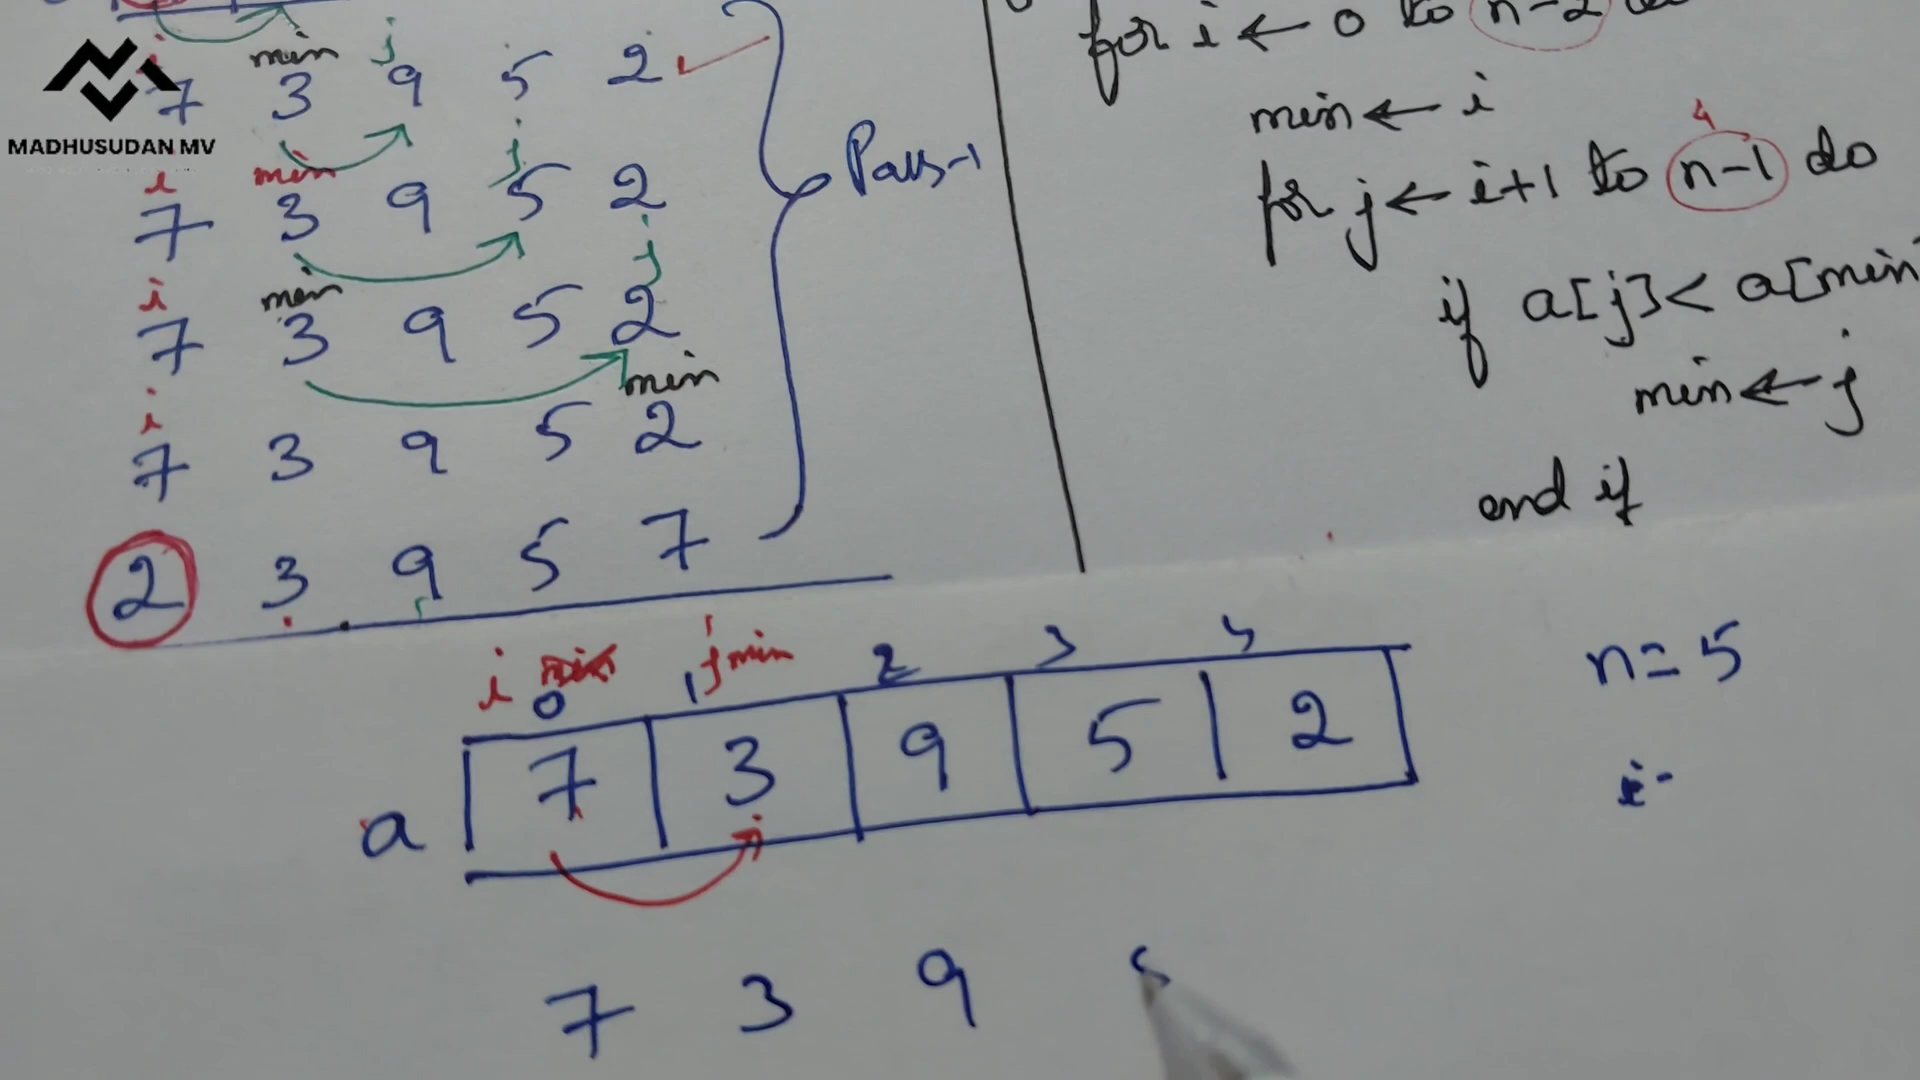 min j
7 3 9 5 2
MADHUSUDAN MV
i min j
7 3 9 5 2
j
i min
7 3 9 5 2
min
i
7 3 9 5 2
2 3 9 5 7
Pass-1
for i ← 0 to n-2 do
min ← i
4
for j ← i+1 to n-1 do
if a[j] < a[min
min ← j
end if
i min j min
0 1 2 3 4
a 7 3 9 5 2
n = 5
i-
7 3 9